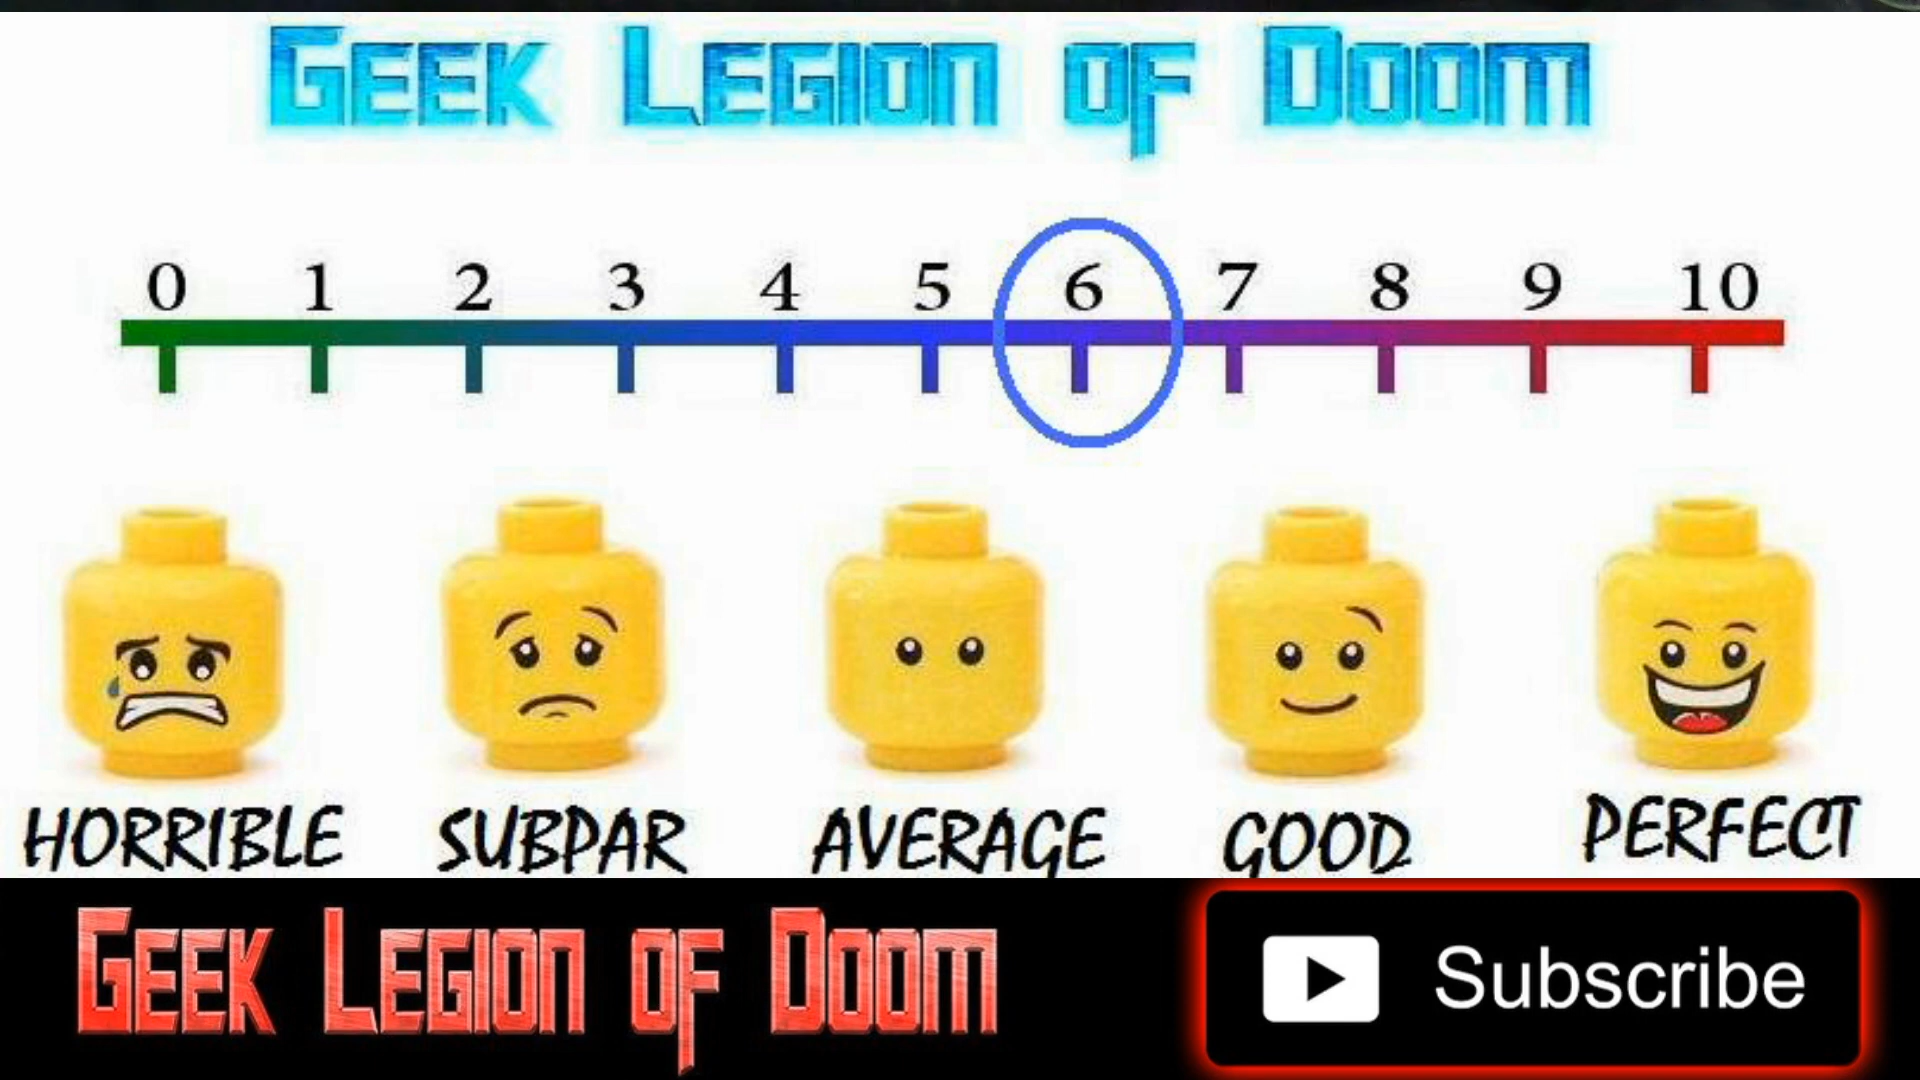 Geek Legion of Doom
0 1 2 3 4 5 6 7 8 9 10
HORRIBLE SUBPAR AVERAGE GOOD PERFECT
Geek Legion of Doom
Subscribe